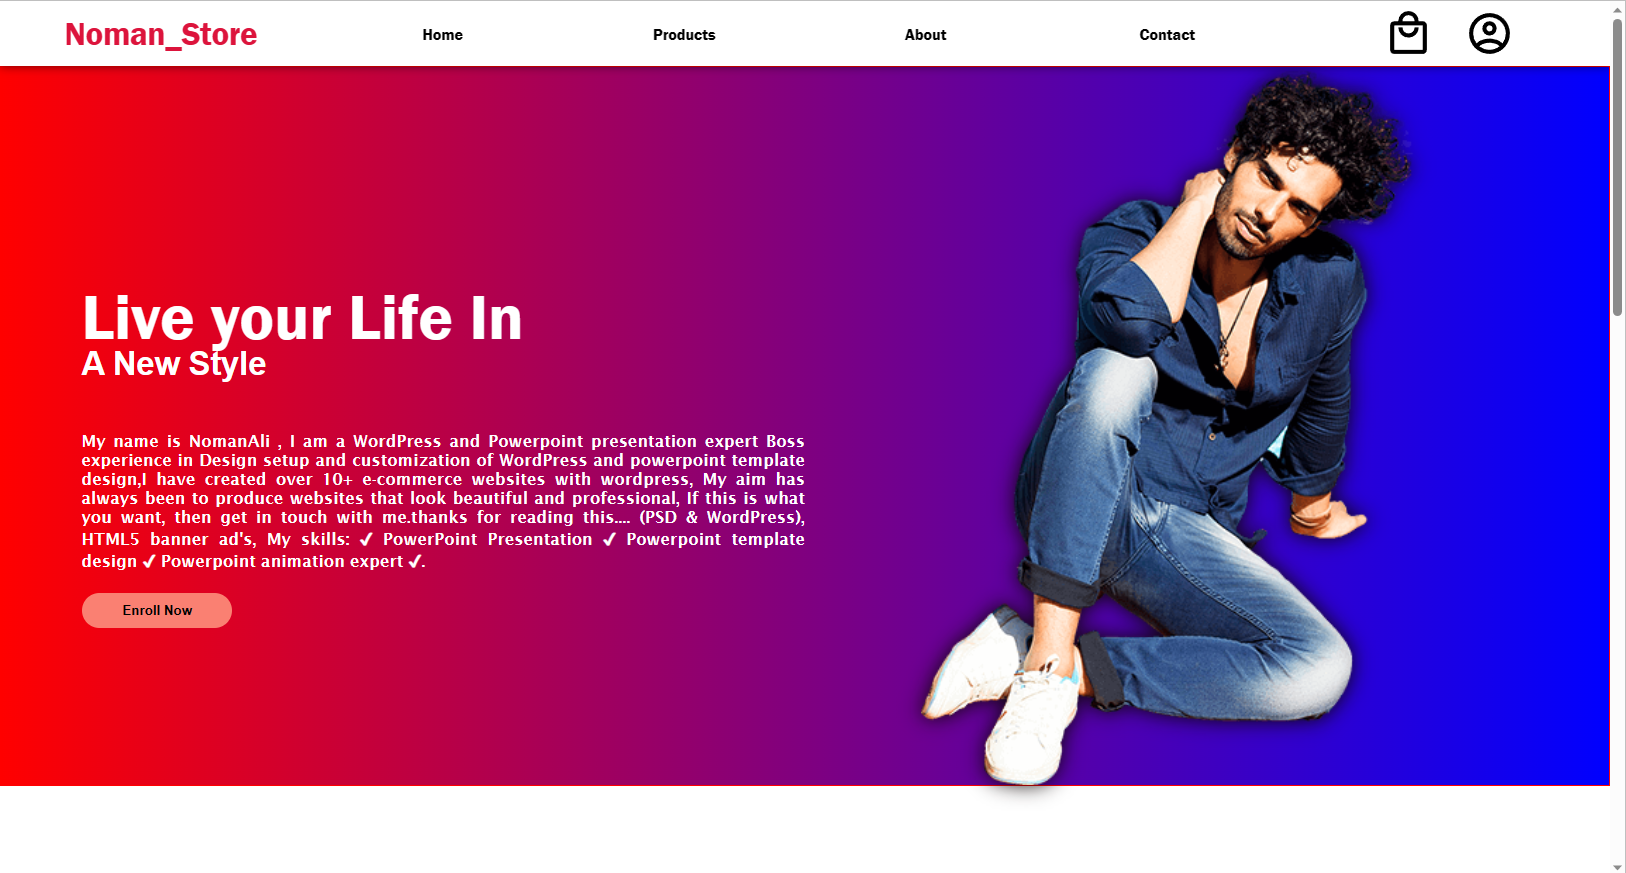 Noman_Store
Home
Products
About
Contact
Live your Life In
A New Style
My name is NomanAli , I am a WordPress and Powerpoint presentation expert Boss
experience in Design setup and customization of WordPress and powerpoint template
design,I have created over 10+ e-commerce websites with wordpress, My aim has
always been to produce websites that look beautiful and professional, If this is what
you want, then get in touch with me.thanks for reading this.... (PSD & WordPress),
HTML5 banner ad's, My skills: ✔ PowerPoint Presentation ✔ Powerpoint template
design ✔ Powerpoint animation expert ✔.
Enroll Now